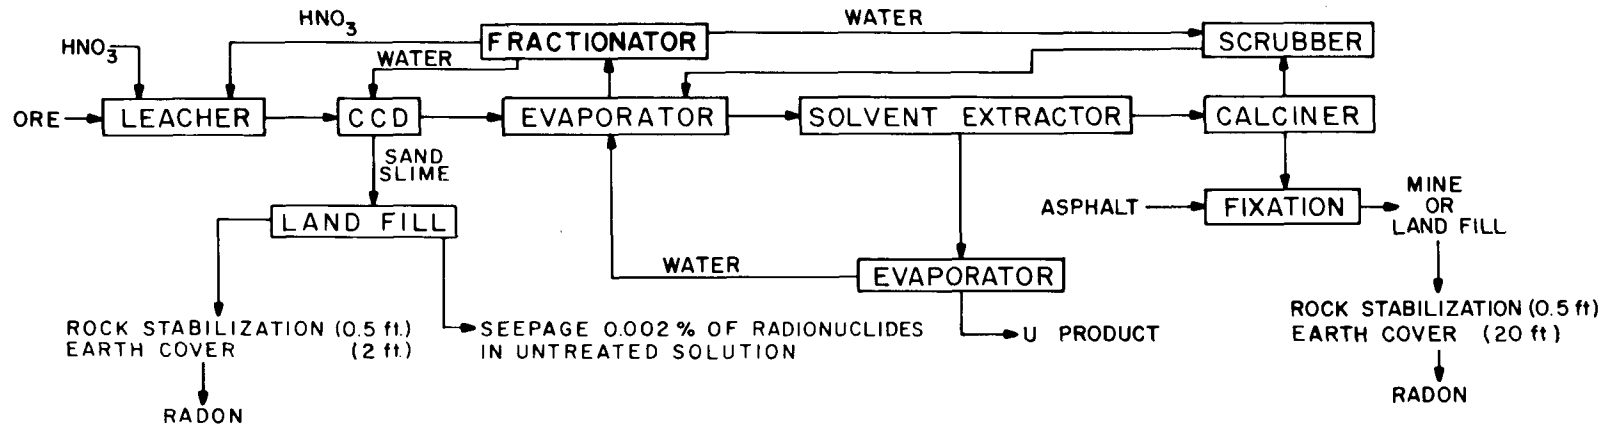 HNO3
WATER
HNO3
FRACTIONATOR
SCRUBBER
WATER
ORE
LEACHER
CCD
EVAPORATOR
SOLVENT EXTRACTOR
CALCINER
SAND
SLIME
ASPHALT
FIXATION
MINE
OR
LAND FILL
LAND FILL
WATER
EVAPORATOR
ROCK STABILIZATION (0.5 ft.)
EARTH COVER (2 ft.)
SEEPAGE 0.002 % OF RADIONUCLIDES
IN UNTREATED SOLUTION
U PRODUCT
ROCK STABILIZATION (0.5 ft)
EARTH COVER (20 ft)
RADON
RADON